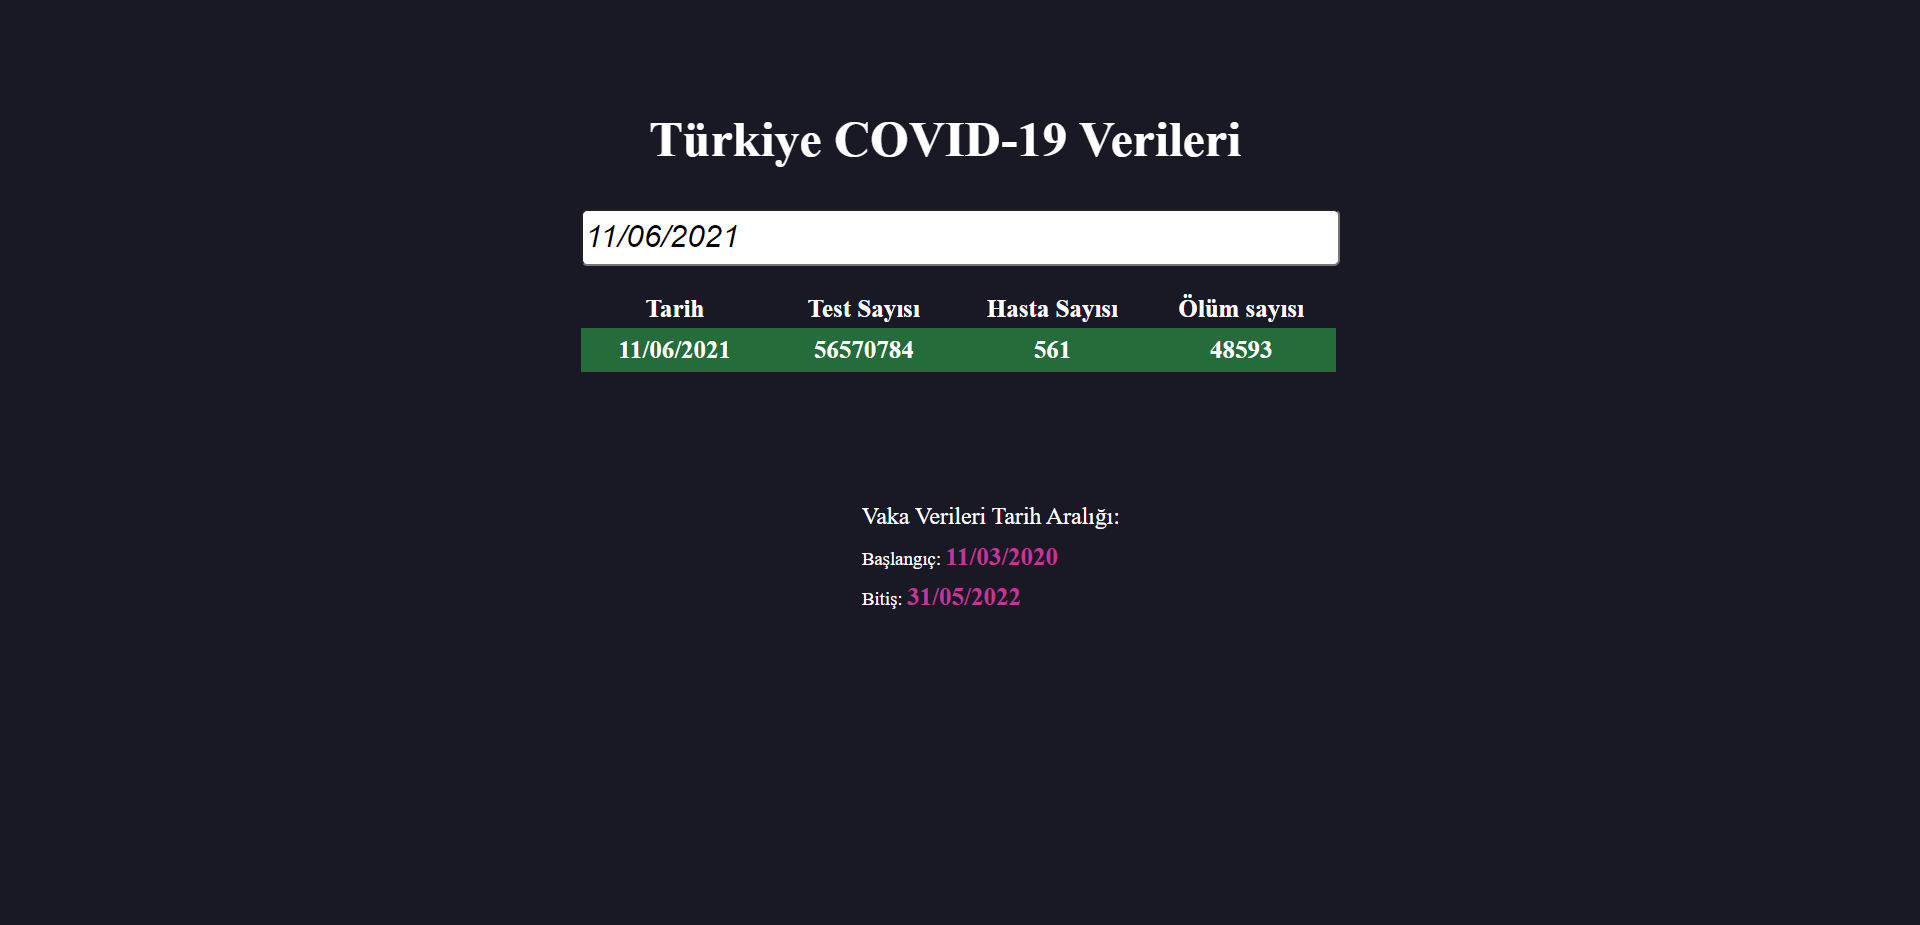 Türkiye COVID-19 Verileri
11/06/2021
Tarih Test Sayısı Hasta Sayısı Ölüm sayısı
11/06/2021 56570784 561 48593
Vaka Verileri Tarih Aralığı:
Başlangıç: 11/03/2020
Bitiş: 31/05/2022